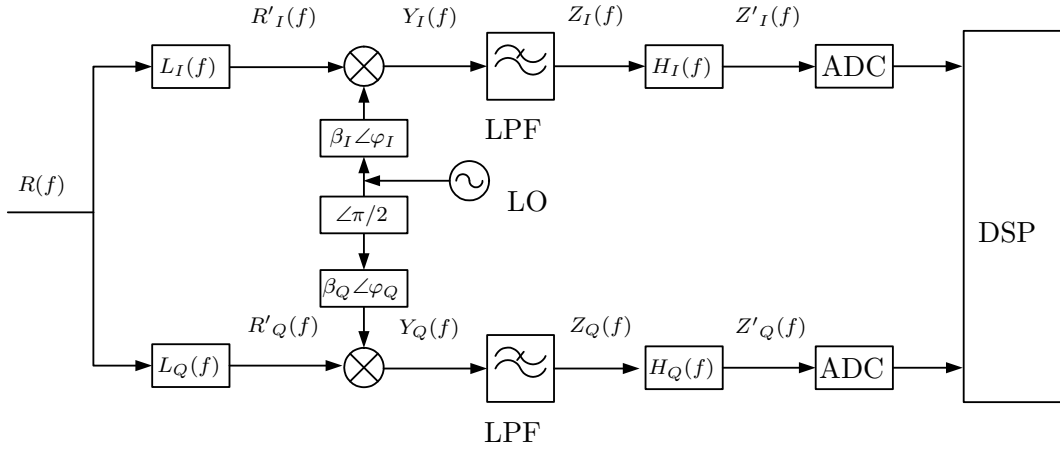 R'_I(f) Y_I(f) Z_I(f) Z'_I(f)
L_I(f) H_I(f) ADC
LPF
β_I∠φ_I
R(f) LO
∠π/2
DSP
β_Q∠φ_Q
R'_Q(f) Y_Q(f) Z_Q(f) Z'_Q(f)
L_Q(f) H_Q(f) ADC
LPF